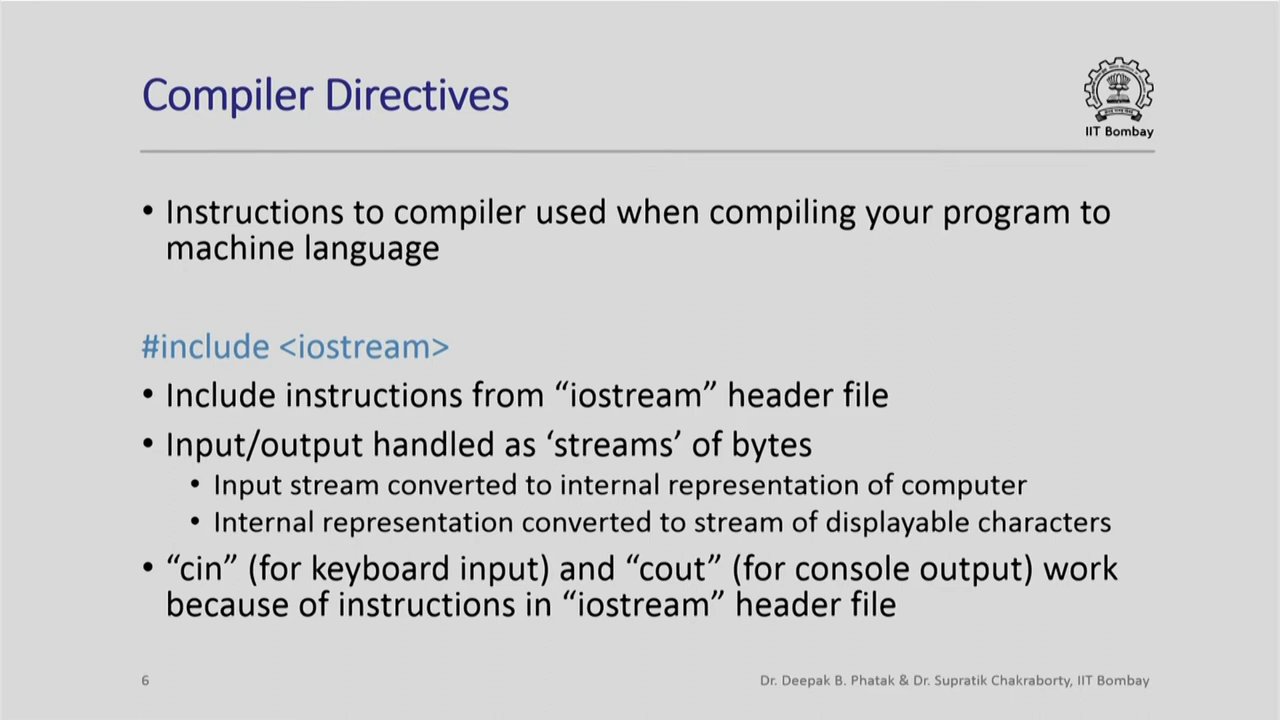 Compiler Directives
IIT Bombay
• Instructions to compiler used when compiling your program to
machine language
#include <iostream>
• Include instructions from “iostream” header file
• Input/output handled as ‘streams’ of bytes
• Input stream converted to internal representation of computer
• Internal representation converted to stream of displayable characters
• “cin” (for keyboard input) and “cout” (for console output) work
because of instructions in “iostream” header file
6
Dr. Deepak B. Phatak & Dr. Supratik Chakraborty, IIT Bombay